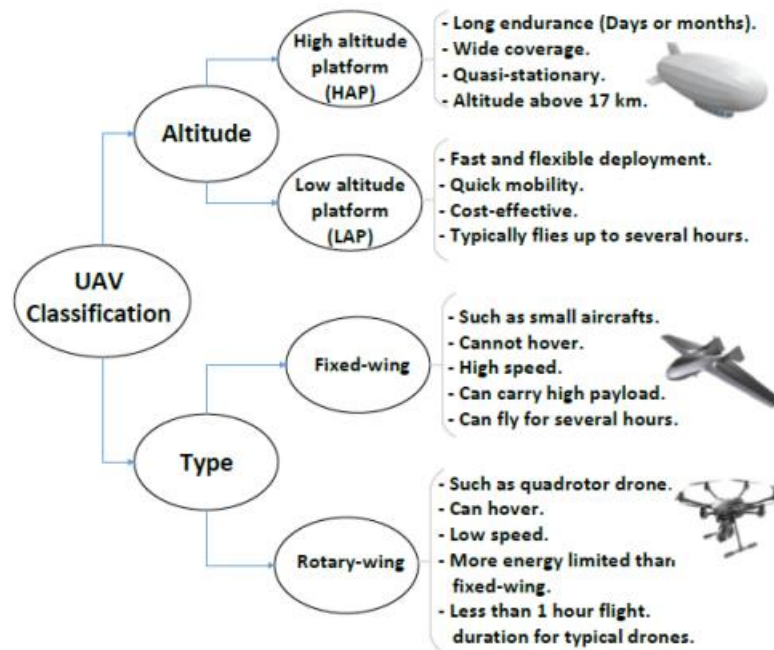 High altitude
platform
(HAP)
- Long endurance (Days or months).
- Wide coverage.
- Quasi-stationary.
- Altitude above 17 km.
Altitude
Low altitude
platform
(LAP)
- Fast and flexible deployment.
- Quick mobility.
- Cost-effective.
- Typically flies up to several hours.
UAV
Classification
Fixed-wing
- Such as small aircrafts.
- Cannot hover.
- High speed.
- Can carry high payload.
- Can fly for several hours.
Type
Rotary-wing
- Such as quadrotor drone.
- Can hover.
- Low speed.
- More energy limited than
fixed-wing.
- Less than 1 hour flight.
duration for typical drones.